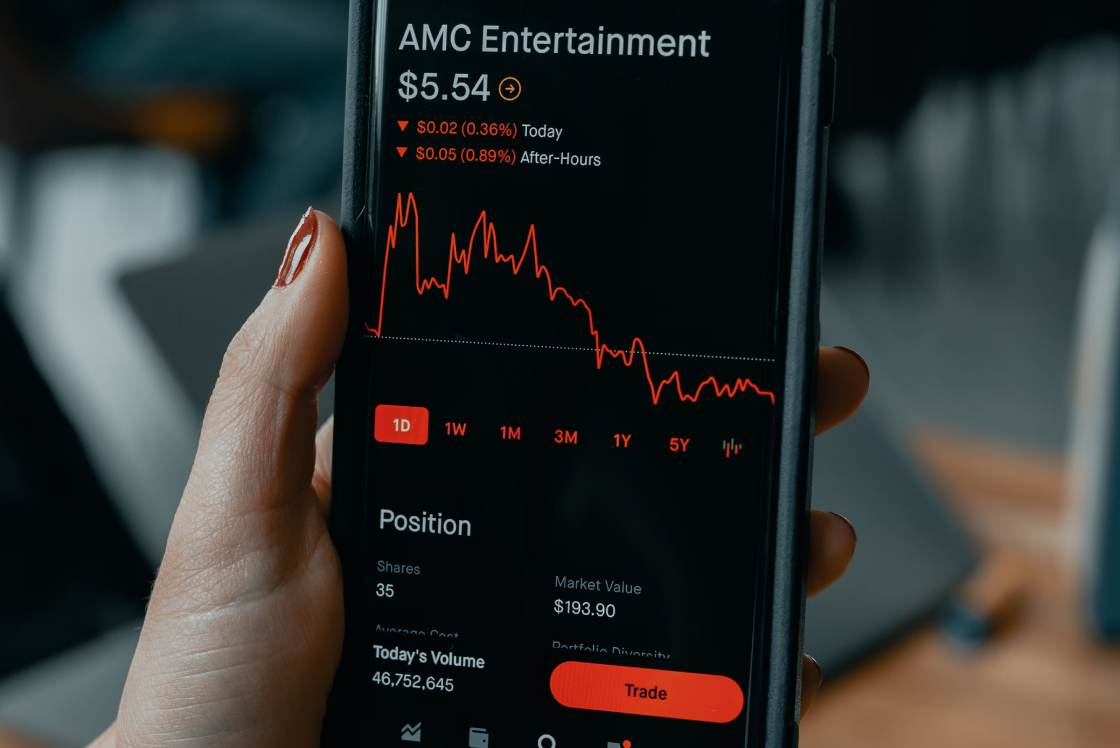 AMC Entertainment
$5.54
$0.02 (0.36%) Today
$0.05 (0.89%) After-Hours
1D 1W 1M 3M 1Y 5Y
Position
Shares
35
Market Value
$193.90
Average Cost
Portfolio Diversity
Today's Volume
46,752,645
Trade